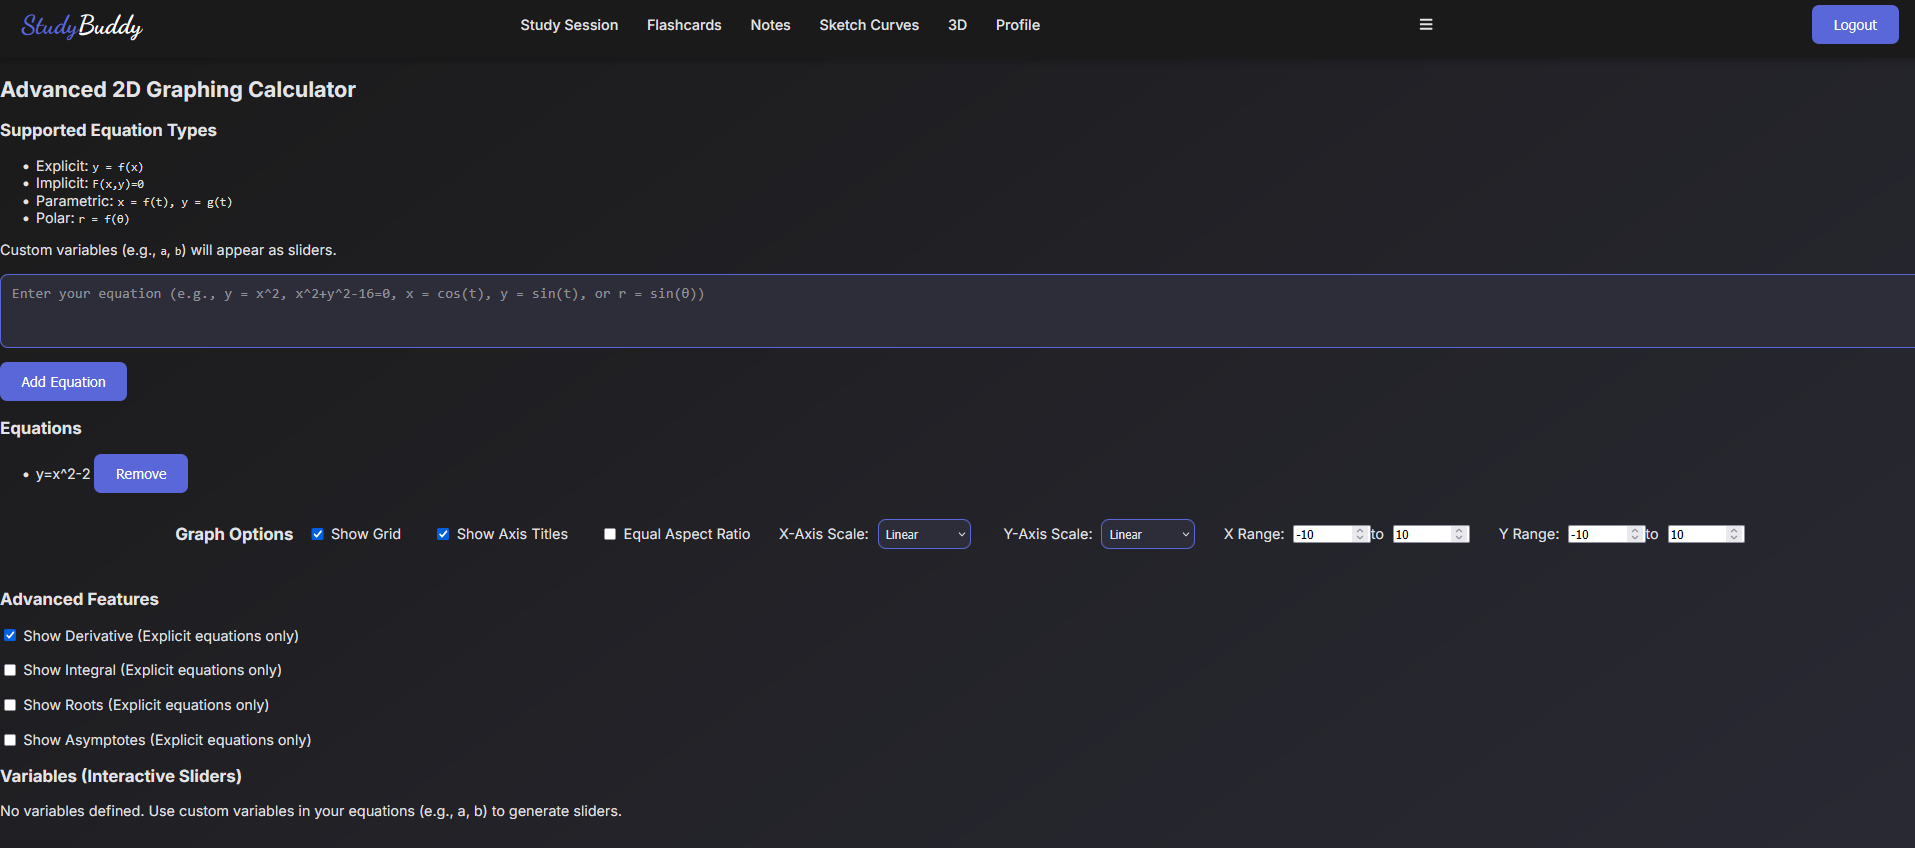 StudyBuddy
Study Session Flashcards Notes Sketch Curves 3D Profile
Logout
Advanced 2D Graphing Calculator
Supported Equation Types
• Explicit: y = f(x)
• Implicit: F(x,y)=0
• Parametric: x = f(t), y = g(t)
• Polar: r = f(θ)
Custom variables (e.g., a, b) will appear as sliders.
Enter your equation (e.g., y = x^2, x^2+y^2-16=0, x = cos(t), y = sin(t), or r = sin(θ))
Add Equation
Equations
• y=x^2-2 Remove
Graph Options Show Grid Show Axis Titles Equal Aspect Ratio X-Axis Scale: Linear Y-Axis Scale: Linear X Range: -10 to 10 Y Range: -10 to 10
Advanced Features
Show Derivative (Explicit equations only)
Show Integral (Explicit equations only)
Show Roots (Explicit equations only)
Show Asymptotes (Explicit equations only)
Variables (Interactive Sliders)
No variables defined. Use custom variables in your equations (e.g., a, b) to generate sliders.